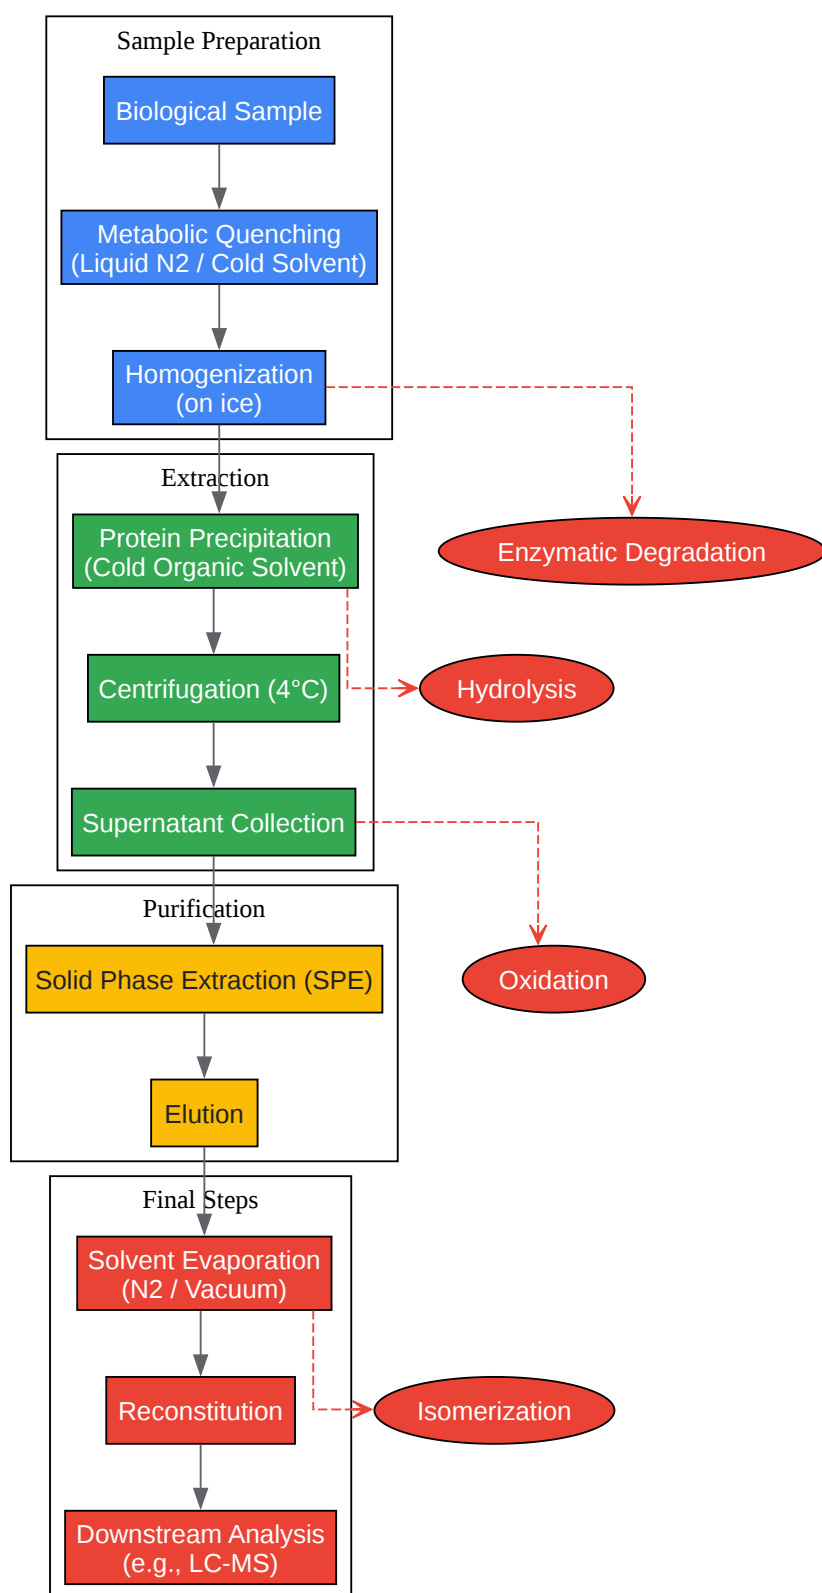 Sample Preparation
Biological Sample
Metabolic Quenching
(Liquid N2 / Cold Solvent)
Homogenization
(on ice)
Extraction
Protein Precipitation
(Cold Organic Solvent)
Enzymatic Degradation
Centrifugation (4°C)
Hydrolysis
Supernatant Collection
Purification
Solid Phase Extraction (SPE)
Oxidation
Elution
Final Steps
Solvent Evaporation
(N2 / Vacuum)
Reconstitution
Isomerization
Downstream Analysis
(e.g., LC-MS)